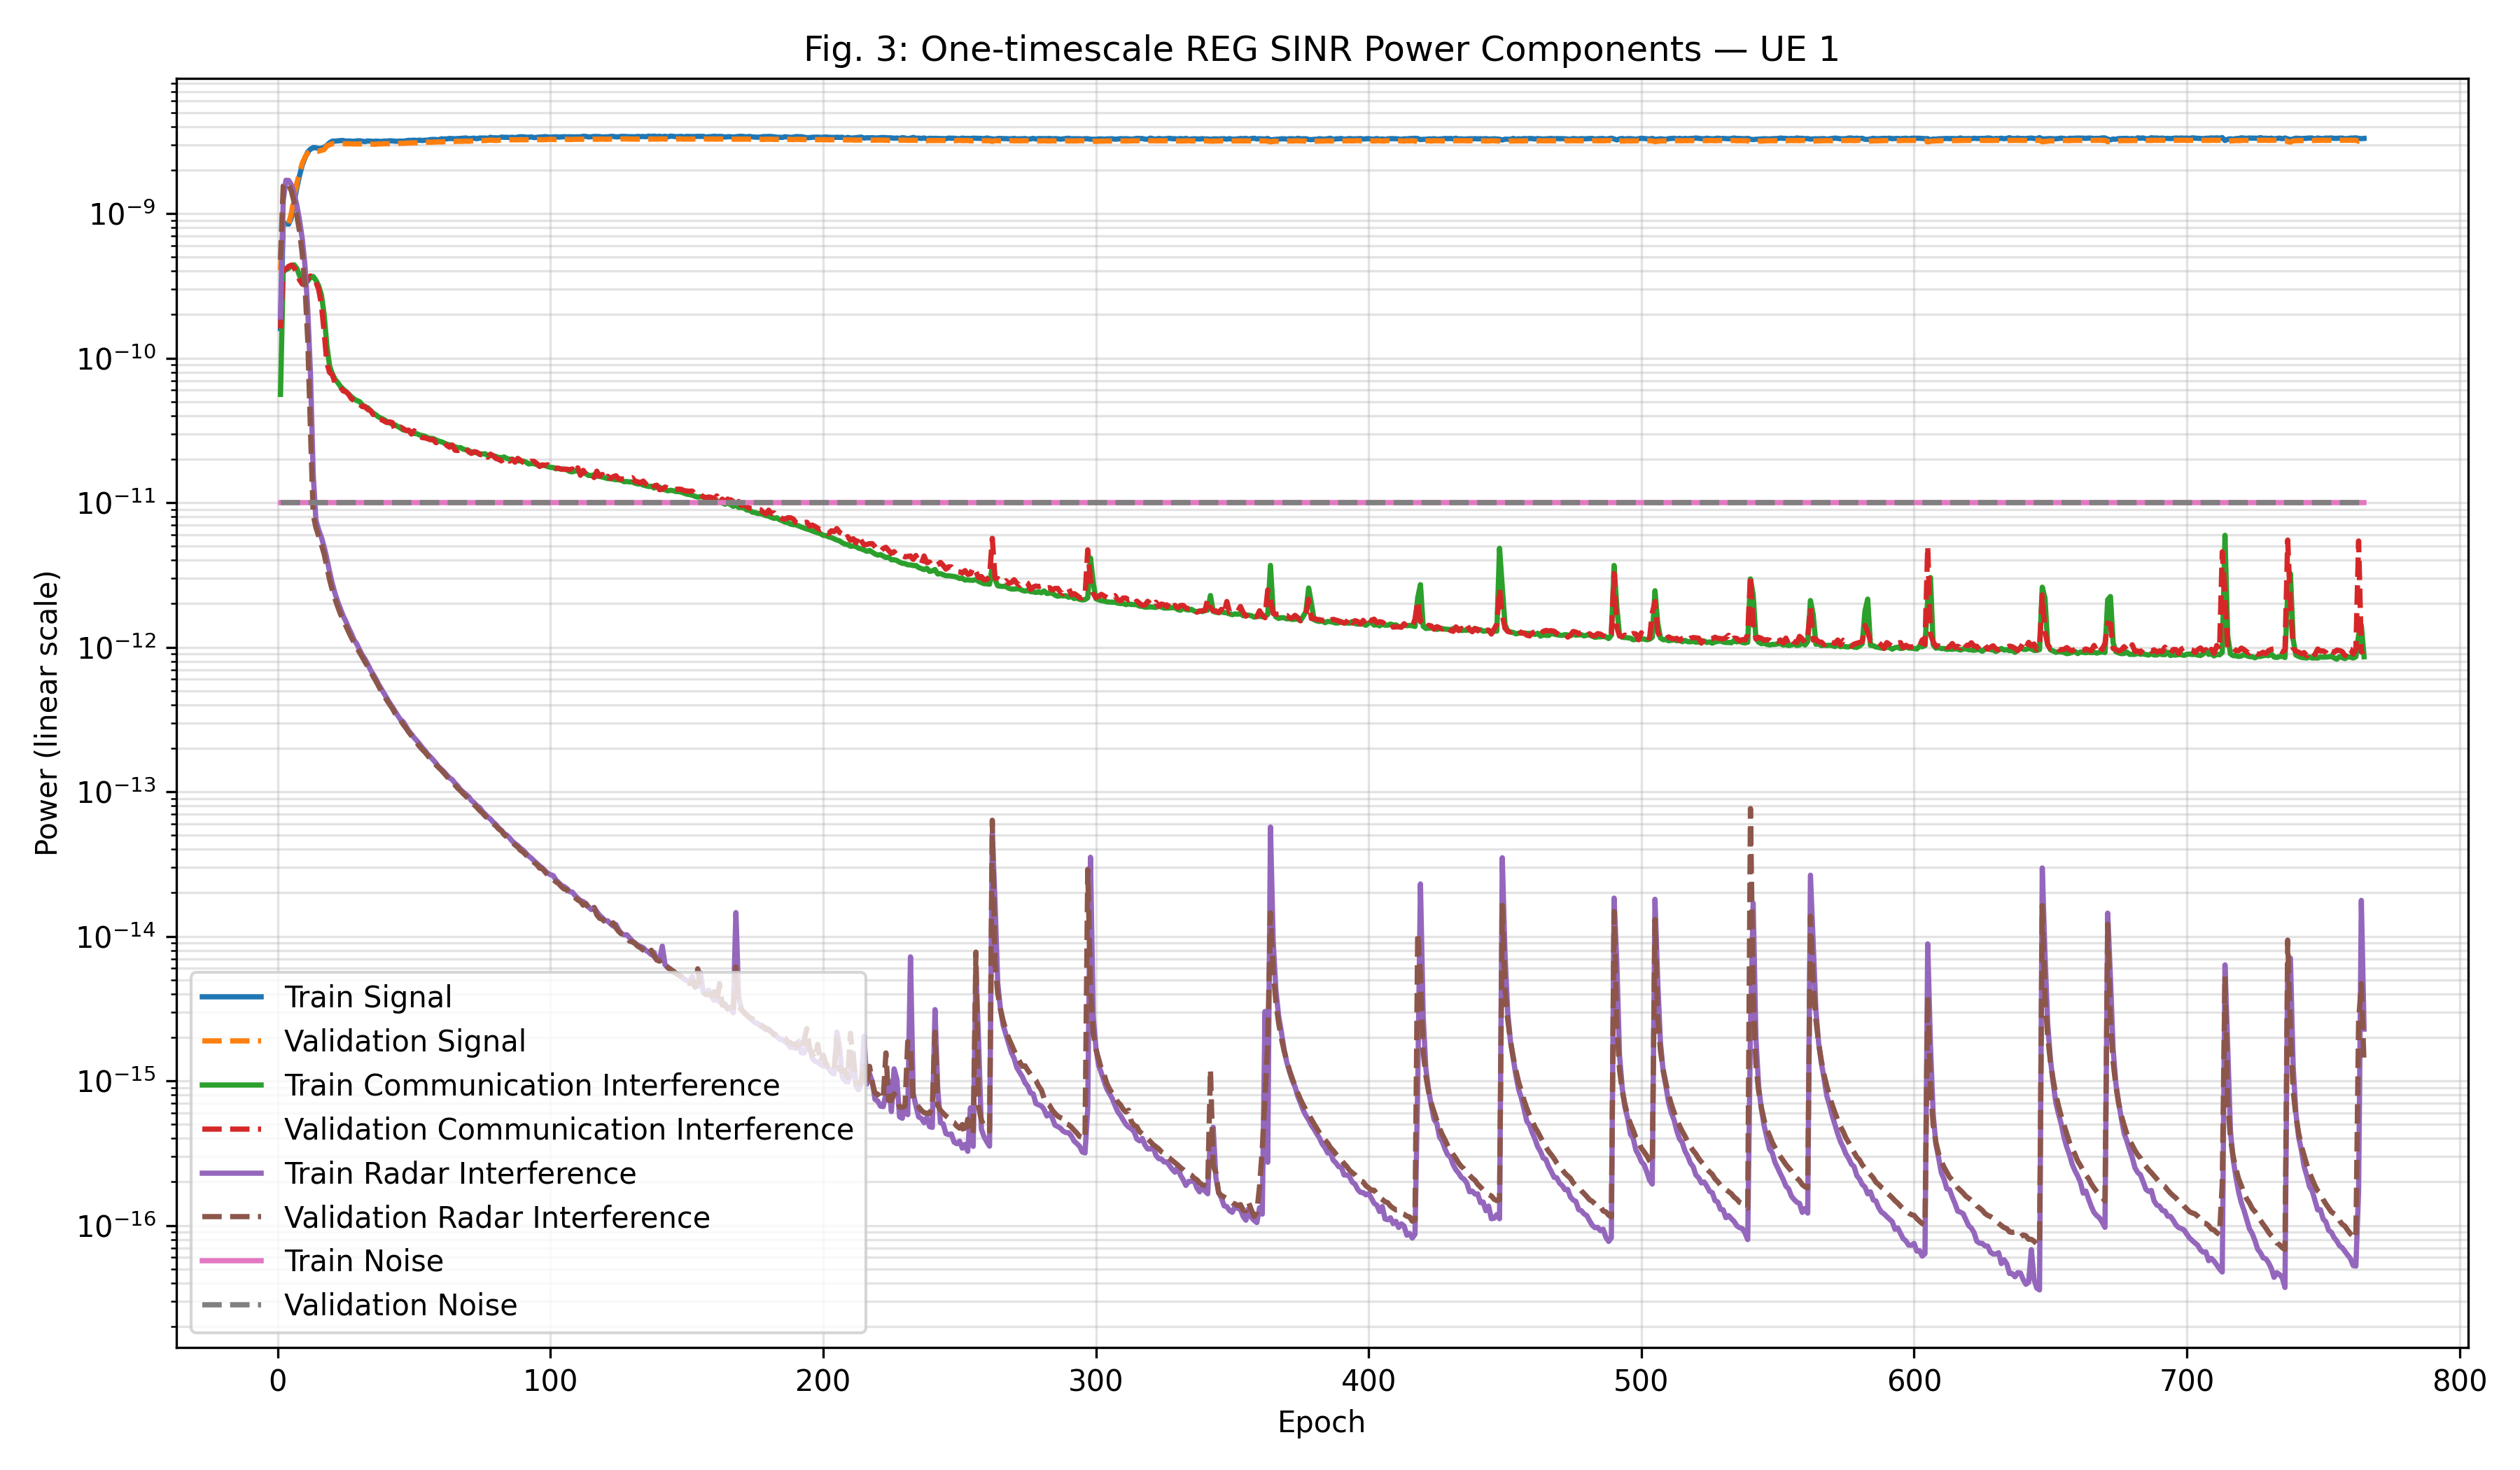 Fig. 3: One-timescale REG SINR Power Components — UE 1
Power (linear scale)
10⁻⁹
10⁻¹⁰
10⁻¹¹
10⁻¹²
10⁻¹³
10⁻¹⁴
10⁻¹⁵
10⁻¹⁶
Train Signal
Validation Signal
Train Communication Interference
Validation Communication Interference
Train Radar Interference
Validation Radar Interference
Train Noise
Validation Noise
0 100 200 300 400 500 600 700 800
Epoch